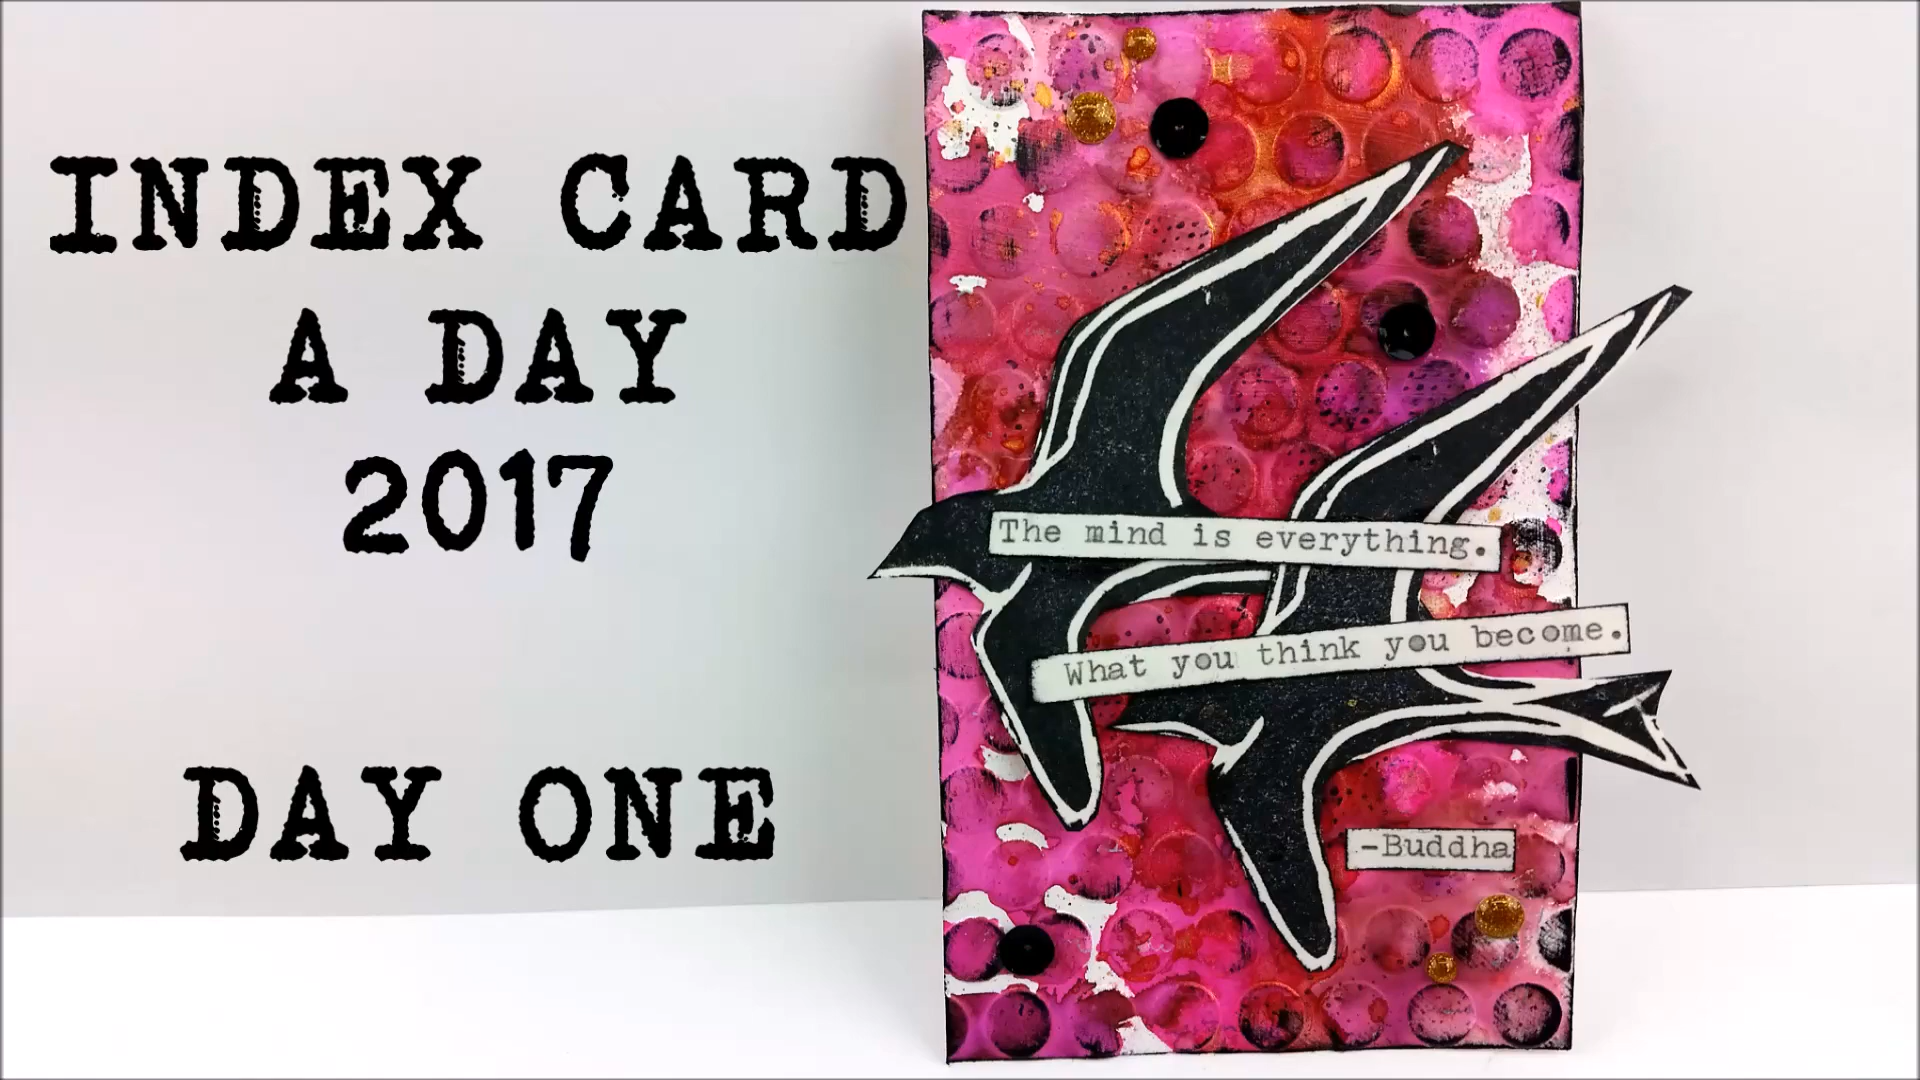 INDEX CARD
A DAY
2017
DAY ONE
The mind is everything.
What you think you become.
-Buddha